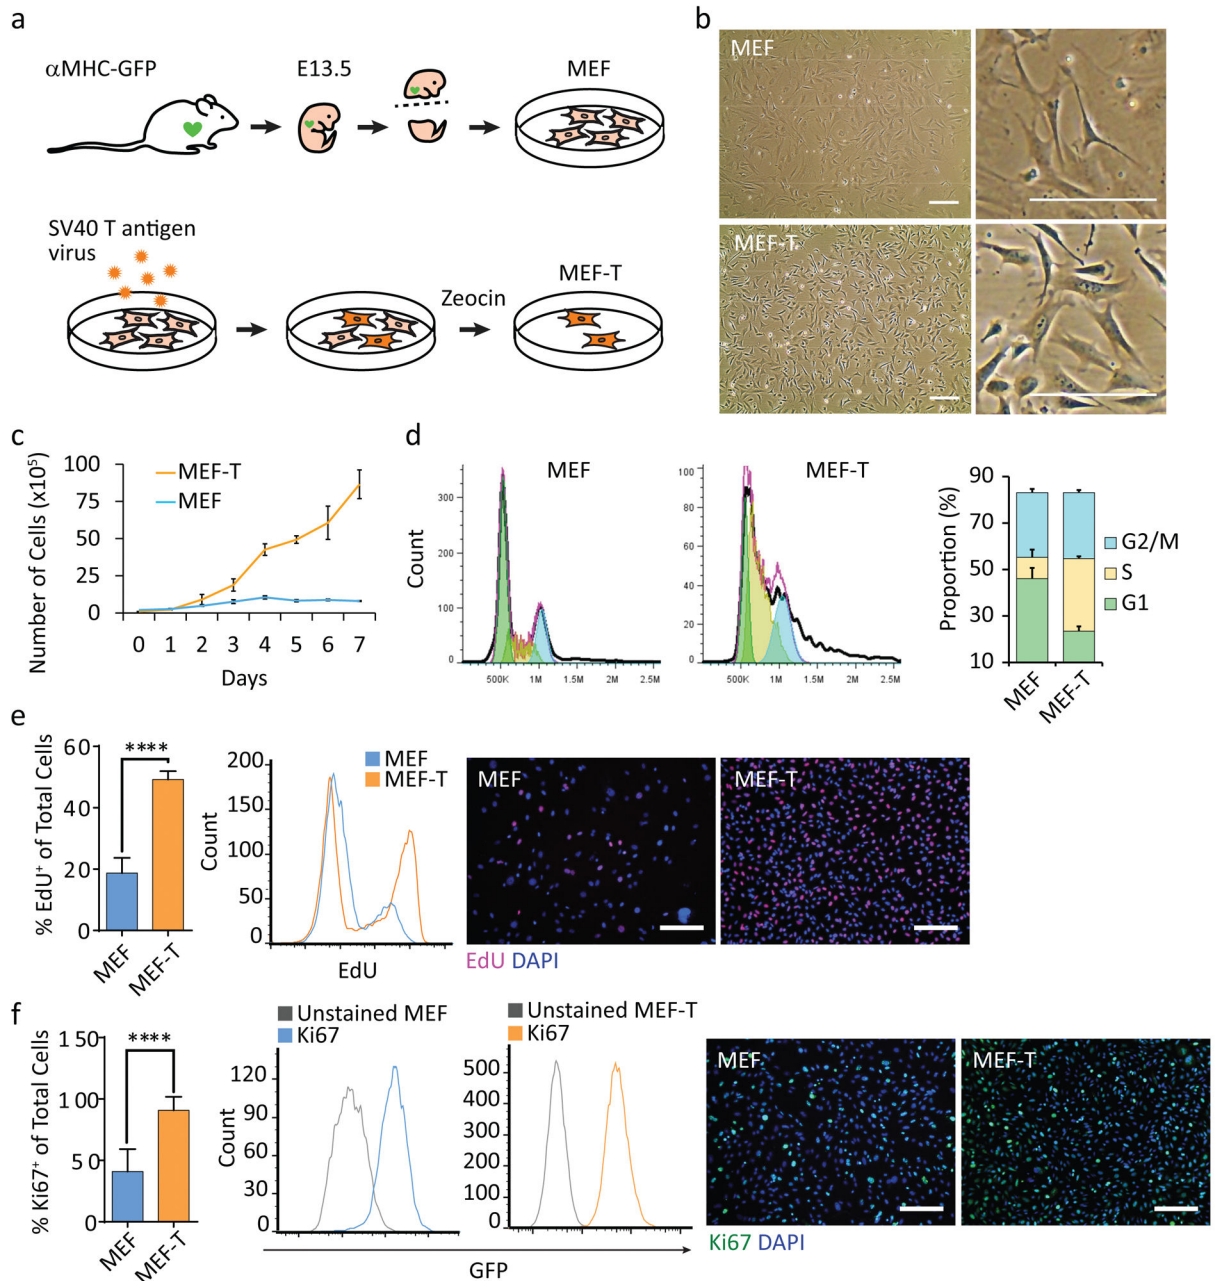 a
αMHC-GFP
E13.5
MEF
SV40 T antigen
virus
Zeocin
MEF-T
b
MEF
MEF-T
c
Number of Cells (x10⁵)
100
75
50
25
0
MEF-T
MEF
0 1 2 3 4 5 6 7
Days
d
MEF
Count
300
200
100
0
500K 1M 1.5M 2M 2.5M
MEF-T
100
80
60
40
20
0
500K 1M 1.5M 2M 2.5M
Proportion (%)
90
70
50
30
10
G2/M
S
G1
MEF
MEF-T
e
% EdU⁺ of Total Cells
60
40
20
0
****
MEF
MEF-T
Count
200
150
100
50
0
MEF
MEF-T
EdU
MEF
MEF-T
EdU DAPI
f
% Ki67⁺ of Total Cells
150
100
50
0
****
MEF
MEF-T
Unstained MEF
Ki67
Count
120
90
60
30
0
Unstained MEF-T
Ki67
500
400
300
200
100
0
GFP
MEF
MEF-T
Ki67 DAPI